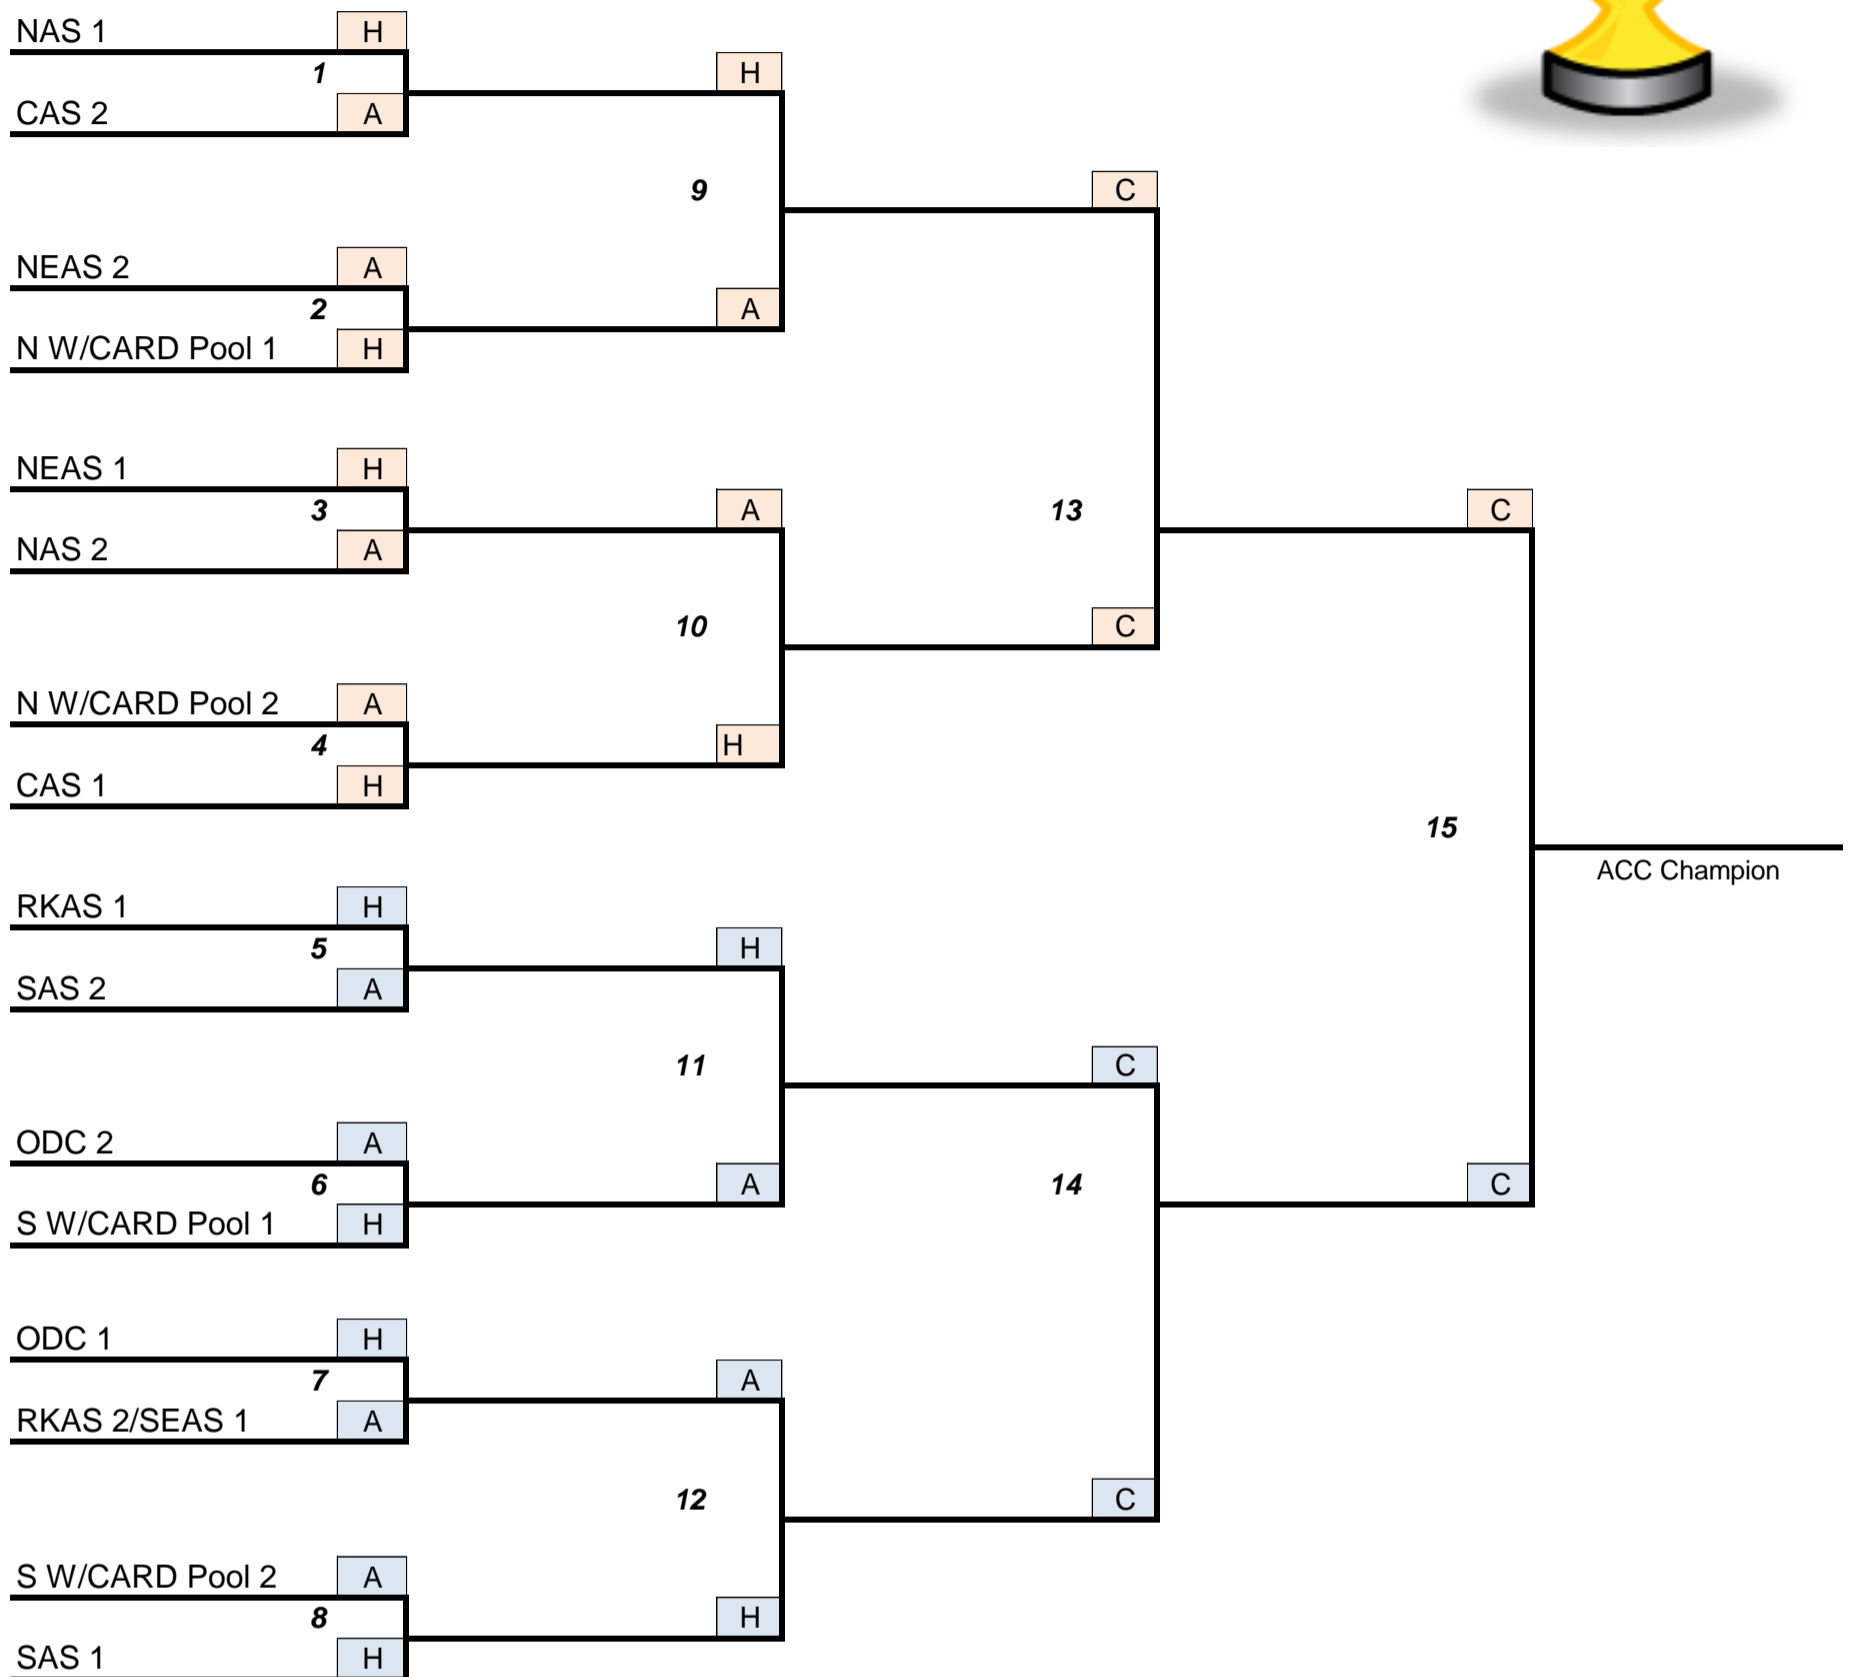 NAS 1 H
1 H
CAS 2 A
9 C
NEAS 2 A
2 A
N W/CARD Pool 1 H
NEAS 1 H
3 A 13 C
NAS 2 A
10 C
N W/CARD Pool 2 A
4 H
CAS 1 H
15
ACC Champion
RKAS 1 H
5 H
SAS 2 A
11 C
ODC 2 A
6 A 14 C
S W/CARD Pool 1 H
ODC 1 H
7 A
RKAS 2/SEAS 1 A
12 C
S W/CARD Pool 2 A
8 H
SAS 1 H